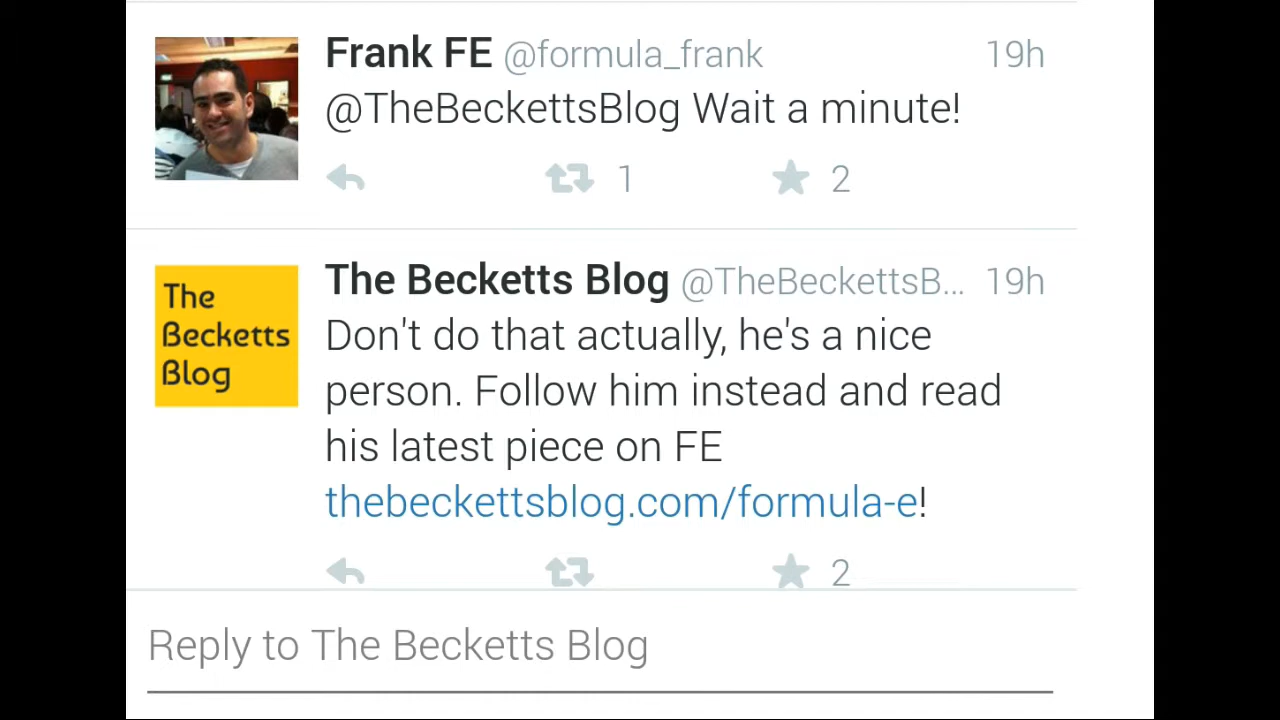 Frank FE @formula_frank 19h
@TheBeckettsBlog Wait a minute!
1 2
The Becketts Blog @TheBeckettsB... 19h
The
Becketts
Blog
Don't do that actually, he's a nice
person. Follow him instead and read
his latest piece on FE
thebeckettsblog.com/formula-e!
2
Reply to The Becketts Blog